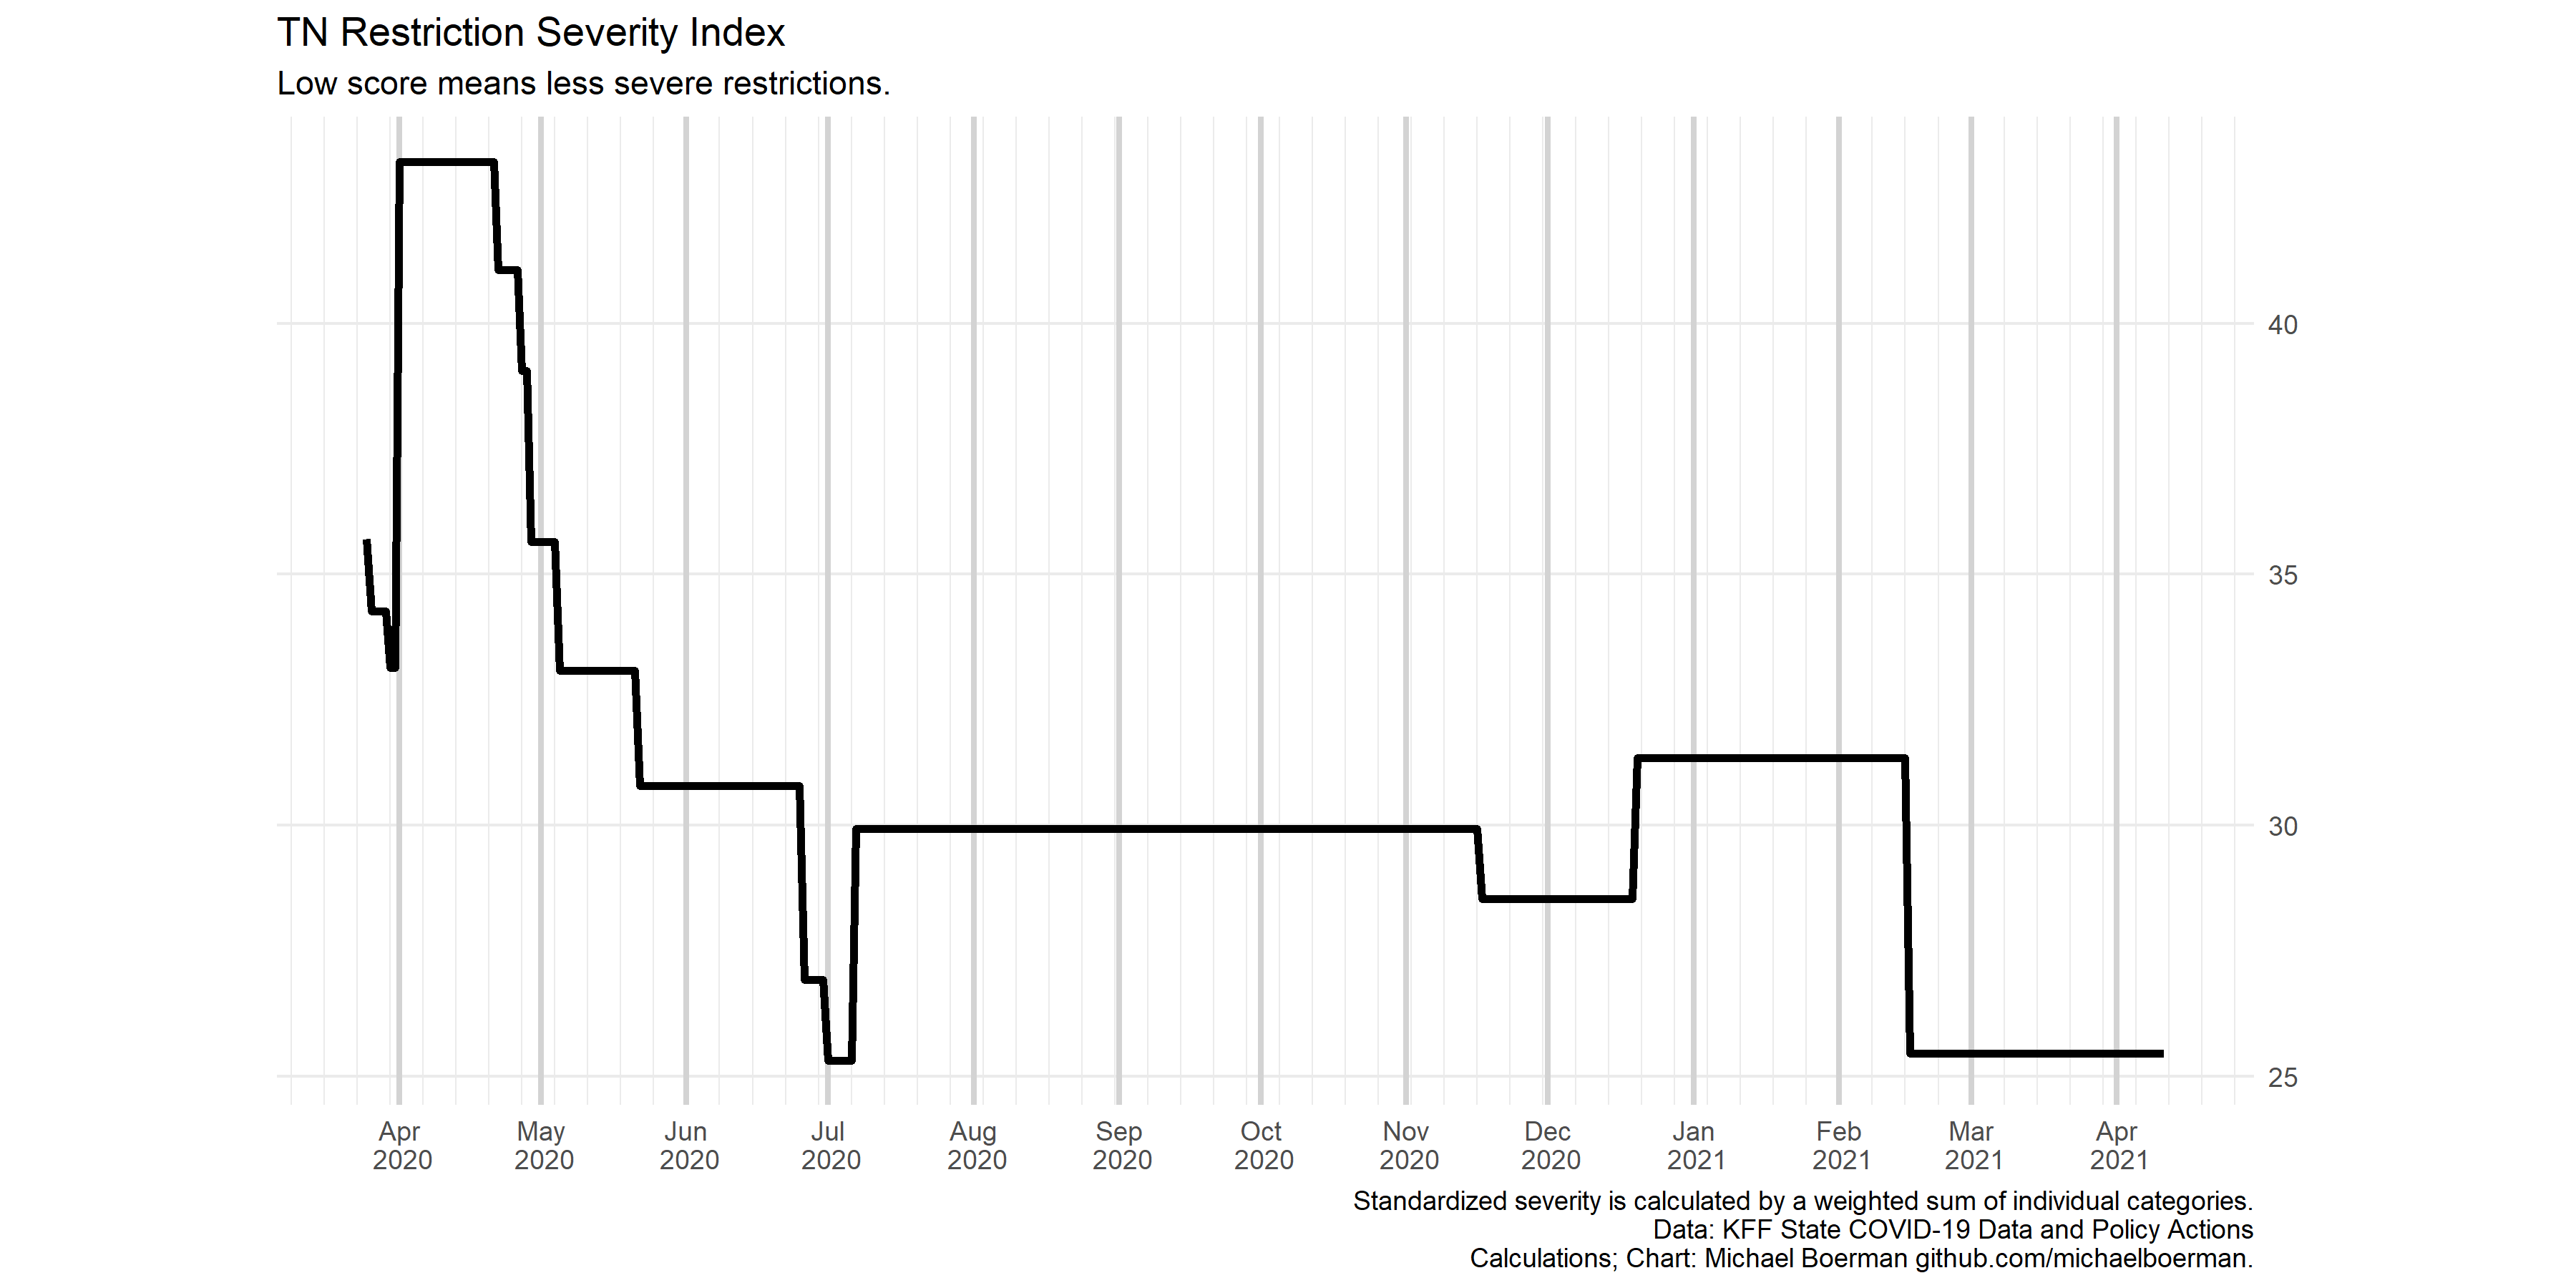 TN Restriction Severity Index
Low score means less severe restrictions.
40
35
30
25
Apr 2020
May 2020
Jun 2020
Jul 2020
Aug 2020
Sep 2020
Oct 2020
Nov 2020
Dec 2020
Jan 2021
Feb 2021
Mar 2021
Apr 2021
Standardized severity is calculated by a weighted sum of individual categories.
Data: KFF State COVID-19 Data and Policy Actions
Calculations; Chart: Michael Boerman github.com/michaelboerman.